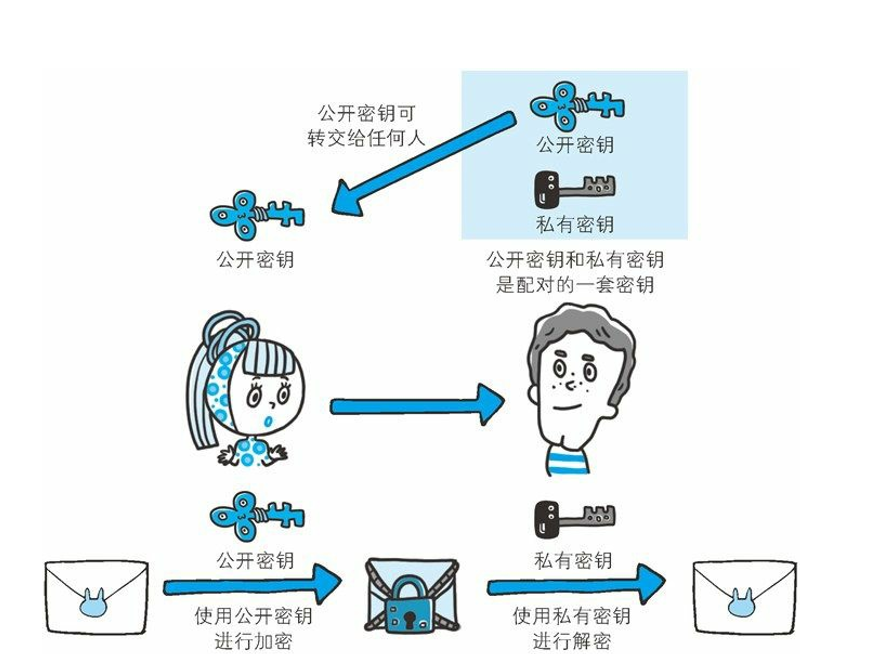 公开密钥可
转交给任何人
公开密钥
私有密钥
公开密钥
公开密钥和私有密钥
是配对的一套密钥
公开密钥
私有密钥
使用公开密钥
进行加密
使用私有密钥
进行解密